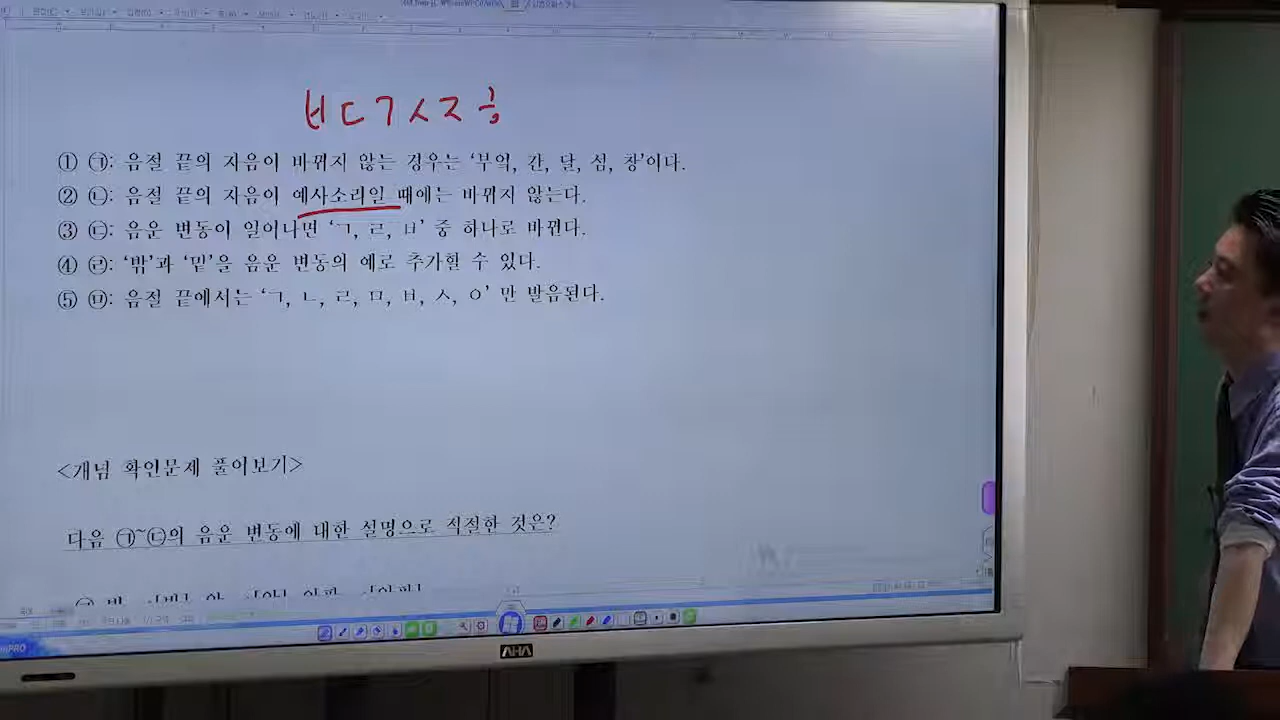 ㅂㄷㄱㅅㅈㅎ
① ㉠: 음절 끝의 자음이 바뀌지 않는 경우는 '부엌, 간, 달, 섬, 창'이다.
② ㉡: 음절 끝의 자음이 예사소리일 때에는 바뀌지 않는다.
③ ㉢: 음운 변동이 일어나면 'ㄱ, ㄹ, ㅂ' 중 하나로 바뀐다.
④ ㉣: '밖'과 '밑'을 음운 변동의 예로 추가할 수 있다.
⑤ ㉤: 음절 끝에서는 'ㄱ, ㄴ, ㄹ, ㅁ, ㅂ, ㅅ, ㅇ' 만 발음된다.
<개념 확인문제 풀어보기>
다음 ㉠~㉡의 음운 변동에 대한 설명으로 적절한 것은?
AHA